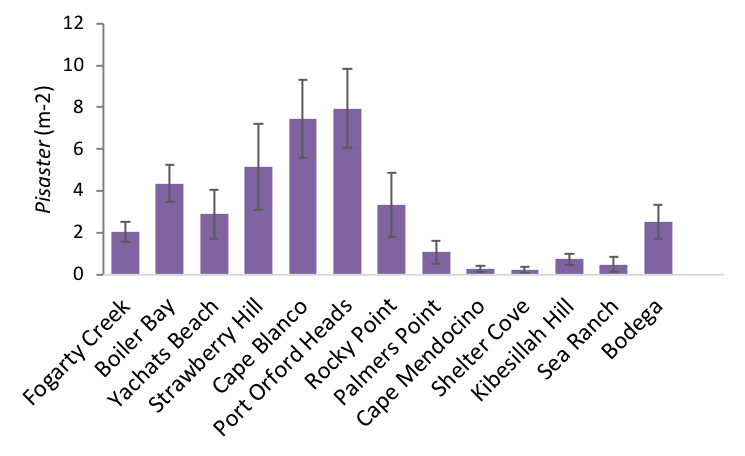 12
10
8
6
4
2
0
Pisaster (m-2)
Fogarty Creek
Boiler Bay
Yachats Beach
Strawberry Hill
Cape Blanco
Port Orford Heads
Rocky Point
Palmers Point
Cape Mendocino
Shelter Cove
Kibesillah Hill
Sea Ranch
Bodega